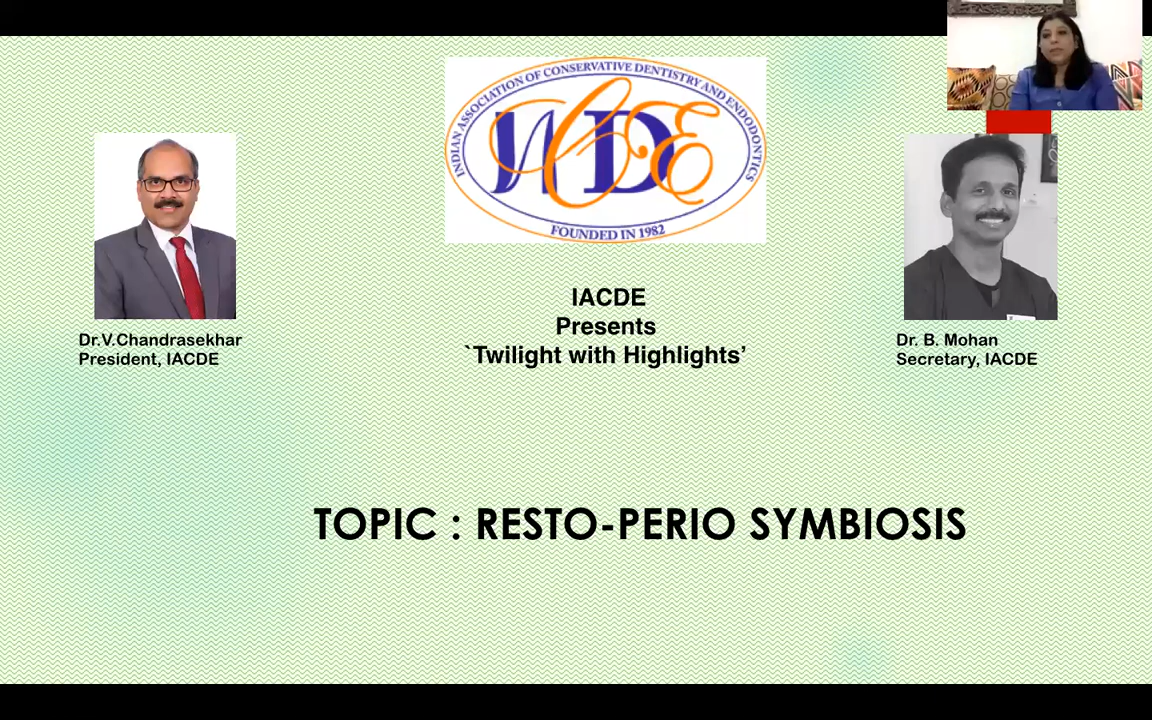 INDIAN ASSOCIATION OF CONSERVATIVE DENTISTRY AND ENDODONTICS
IACDE
FOUNDED IN 1982
IACDE
Presents
`Twilight with Highlights’
Dr.V.Chandrasekhar
President, IACDE
Dr. B. Mohan
Secretary, IACDE
TOPIC : RESTO-PERIO SYMBIOSIS